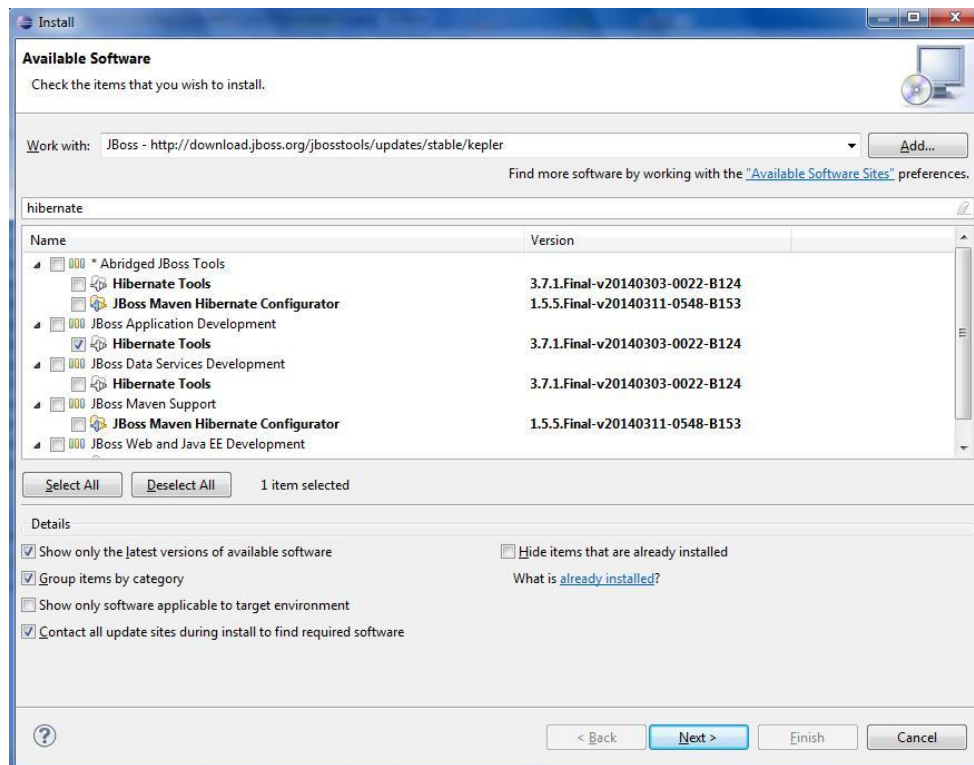 Install
Available Software
Check the items that you wish to install.
Work with: JBoss - http://download.jboss.org/jbosstools/updates/stable/kepler Add...
Find more software by working with the "Available Software Sites" preferences.
hibernate
Name Version
* Abridged JBoss Tools
Hibernate Tools 3.7.1.Final-v20140303-0022-B124
JBoss Maven Hibernate Configurator 1.5.5.Final-v20140311-0548-B153
JBoss Application Development
Hibernate Tools 3.7.1.Final-v20140303-0022-B124
JBoss Data Services Development
Hibernate Tools 3.7.1.Final-v20140303-0022-B124
JBoss Maven Support
JBoss Maven Hibernate Configurator 1.5.5.Final-v20140311-0548-B153
JBoss Web and Java EE Development
Select All Deselect All 1 item selected
Details
Show only the latest versions of available software Hide items that are already installed
Group items by category What is already installed?
Show only software applicable to target environment
Contact all update sites during install to find required software
? < Back Next > Finish Cancel